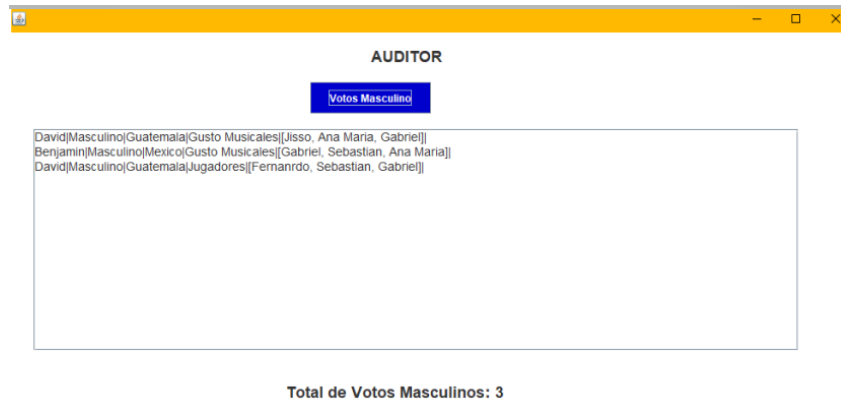 AUDITOR
Votos Masculino
David|Masculino|Guatemala|Gusto Musicales|[Jisso, Ana Maria, Gabriel]|
Benjamin|Masculino|Mexico|Gusto Musicales|[Gabriel, Sebastian, Ana Maria]|
David|Masculino|Guatemala|Jugadores|[Fernanrdo, Sebastian, Gabriel]|
Total de Votos Masculinos: 3